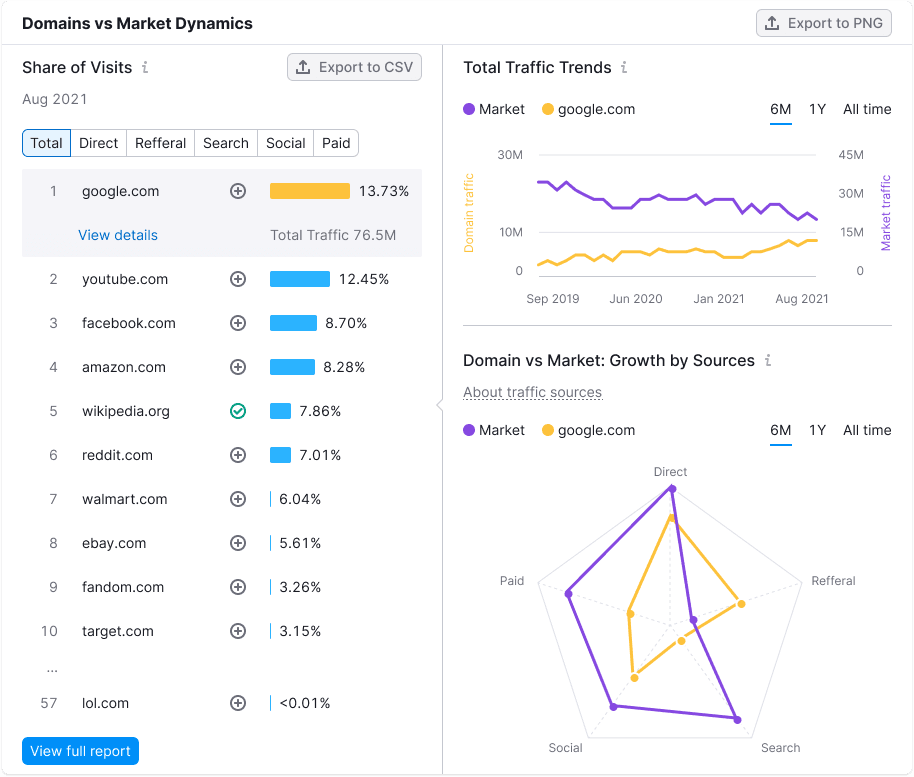 Domains vs Market Dynamics
Export to PNG
Share of Visits
Export to CSV
Aug 2021
Total Direct Refferal Search Social Paid
1 google.com 13.73%
View details Total Traffic 76.5M
2 youtube.com 12.45%
3 facebook.com 8.70%
4 amazon.com 8.28%
5 wikipedia.org 7.86%
6 reddit.com 7.01%
7 walmart.com 6.04%
8 ebay.com 5.61%
9 fandom.com 3.26%
10 target.com 3.15%
...
57 lol.com <0.01%
View full report
Total Traffic Trends
Market google.com 6M 1Y All time
30M 45M
30M
10M 15M
0 0
Domain traffic
Market traffic
Sep 2019 Jun 2020 Jan 2021 Aug 2021
Domain vs Market: Growth by Sources
About traffic sources
Market google.com 6M 1Y All time
Direct
Paid Refferal
Social Search